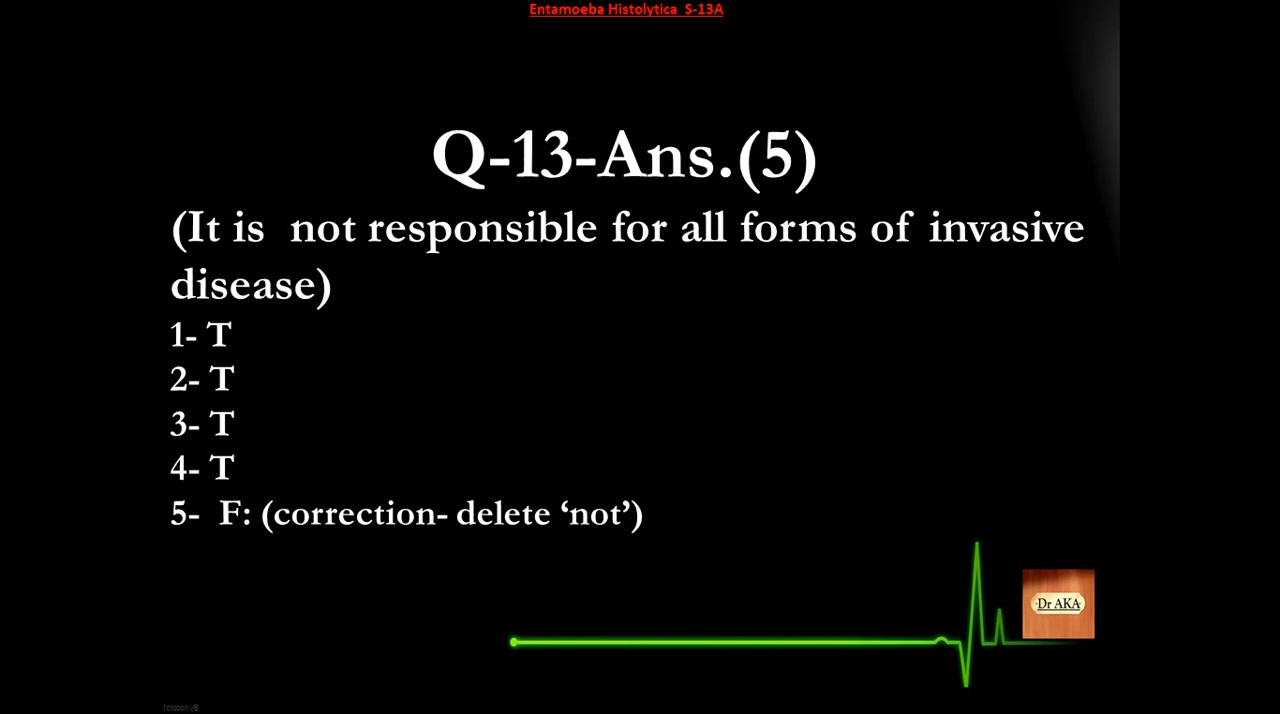 Entamoeba Histolytica S-13A
Q-13-Ans.(5)
(It is not responsible for all forms of invasive
disease)
1- T
2- T
3- T
4- T
5- F: (correction- delete ‘not’)
Dr AKA